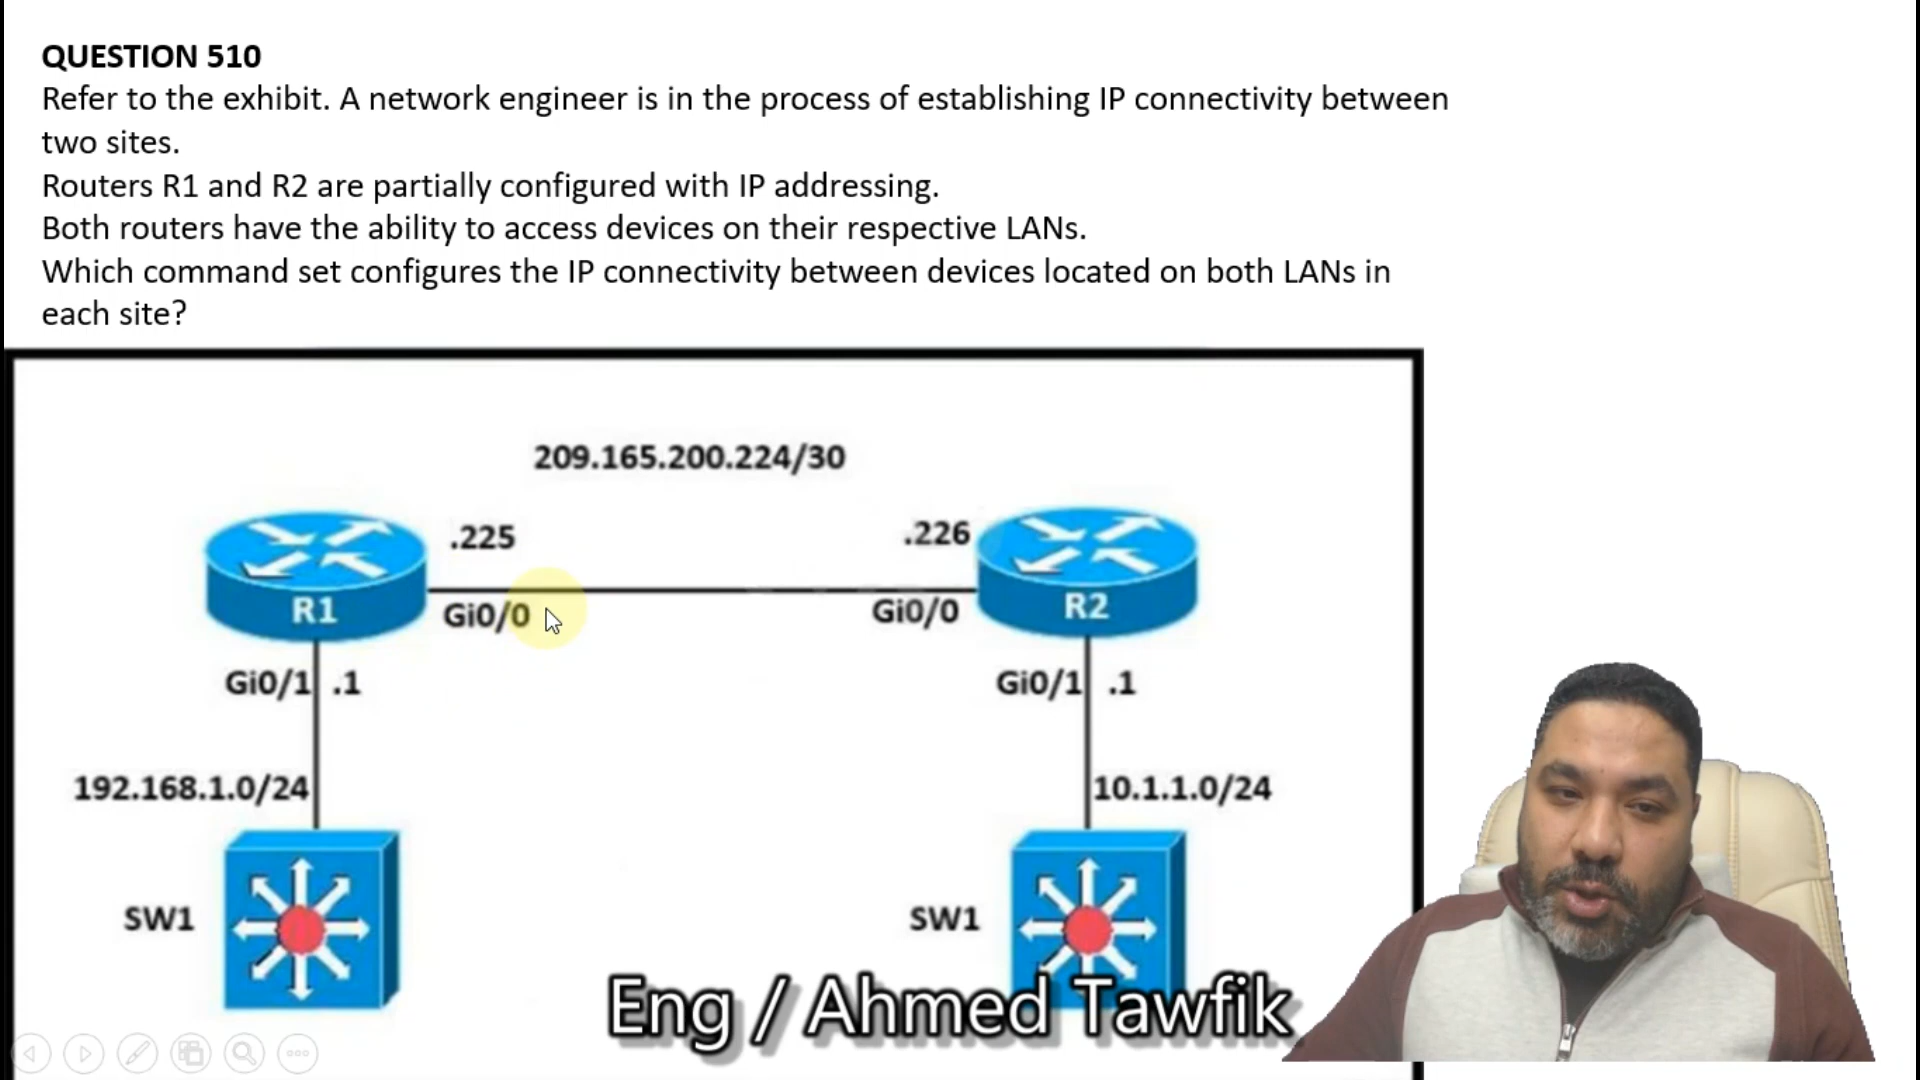 QUESTION 510
Refer to the exhibit. A network engineer is in the process of establishing IP connectivity between
two sites.
Routers R1 and R2 are partially configured with IP addressing.
Both routers have the ability to access devices on their respective LANs.
Which command set configures the IP connectivity between devices located on both LANs in
each site?
209.165.200.224/30
.225
.226
R1
R2
Gi0/0
Gi0/0
Gi0/1 .1
Gi0/1 .1
192.168.1.0/24
10.1.1.0/24
SW1
SW1
Eng / Ahmed Tawfik